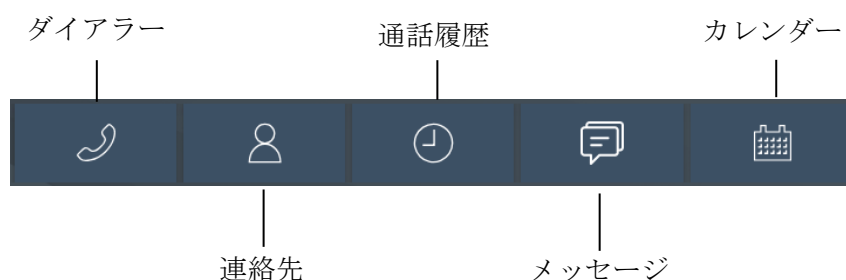 ダイアラー
通話履歴
カレンダー
連絡先
メッセージ